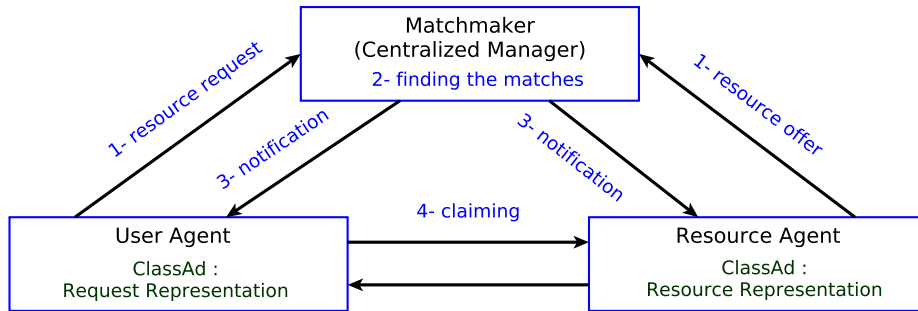 Matchmaker
(Centralized Manager)
2- finding the matches
1- resource request
1- resource offer
3- notification
3- notification
4- claiming
User Agent
ClassAd :
Request Representation
Resource Agent
ClassAd :
Resource Representation